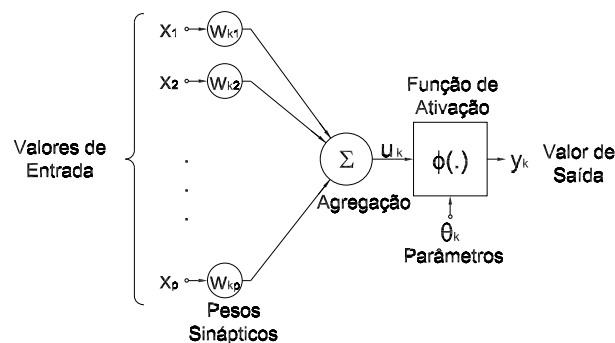 Valores de
Entrada
x1
wk1
x2
wk2
xp
wkp
Pesos
Sinápticos
Σ
Agregação
uk
Função de
Ativação
ϕ(.)
θk
Parâmetros
yk
Valor de
Saída